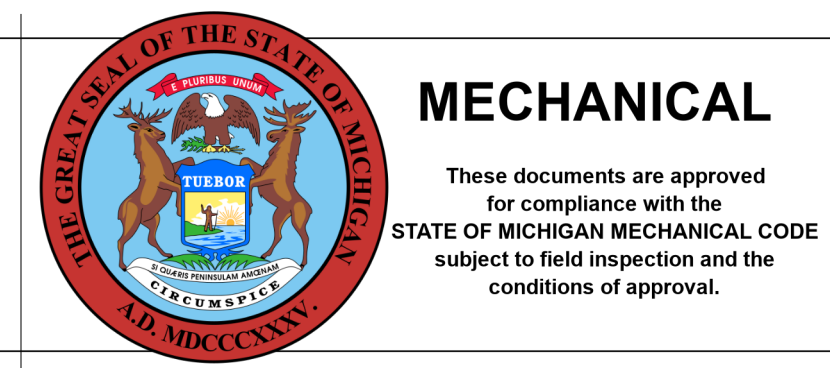 THE GREAT SEAL OF THE STATE OF MICHIGAN
E PLURIBUS UNUM
TUEBOR
SI QUÆRIS PENINSULAM AMŒNAM
CIRCUMSPICE
A.D. MDCCCXXXV.
MECHANICAL
These documents are approved
for compliance with the
STATE OF MICHIGAN MECHANICAL CODE
subject to field inspection and the
conditions of approval.